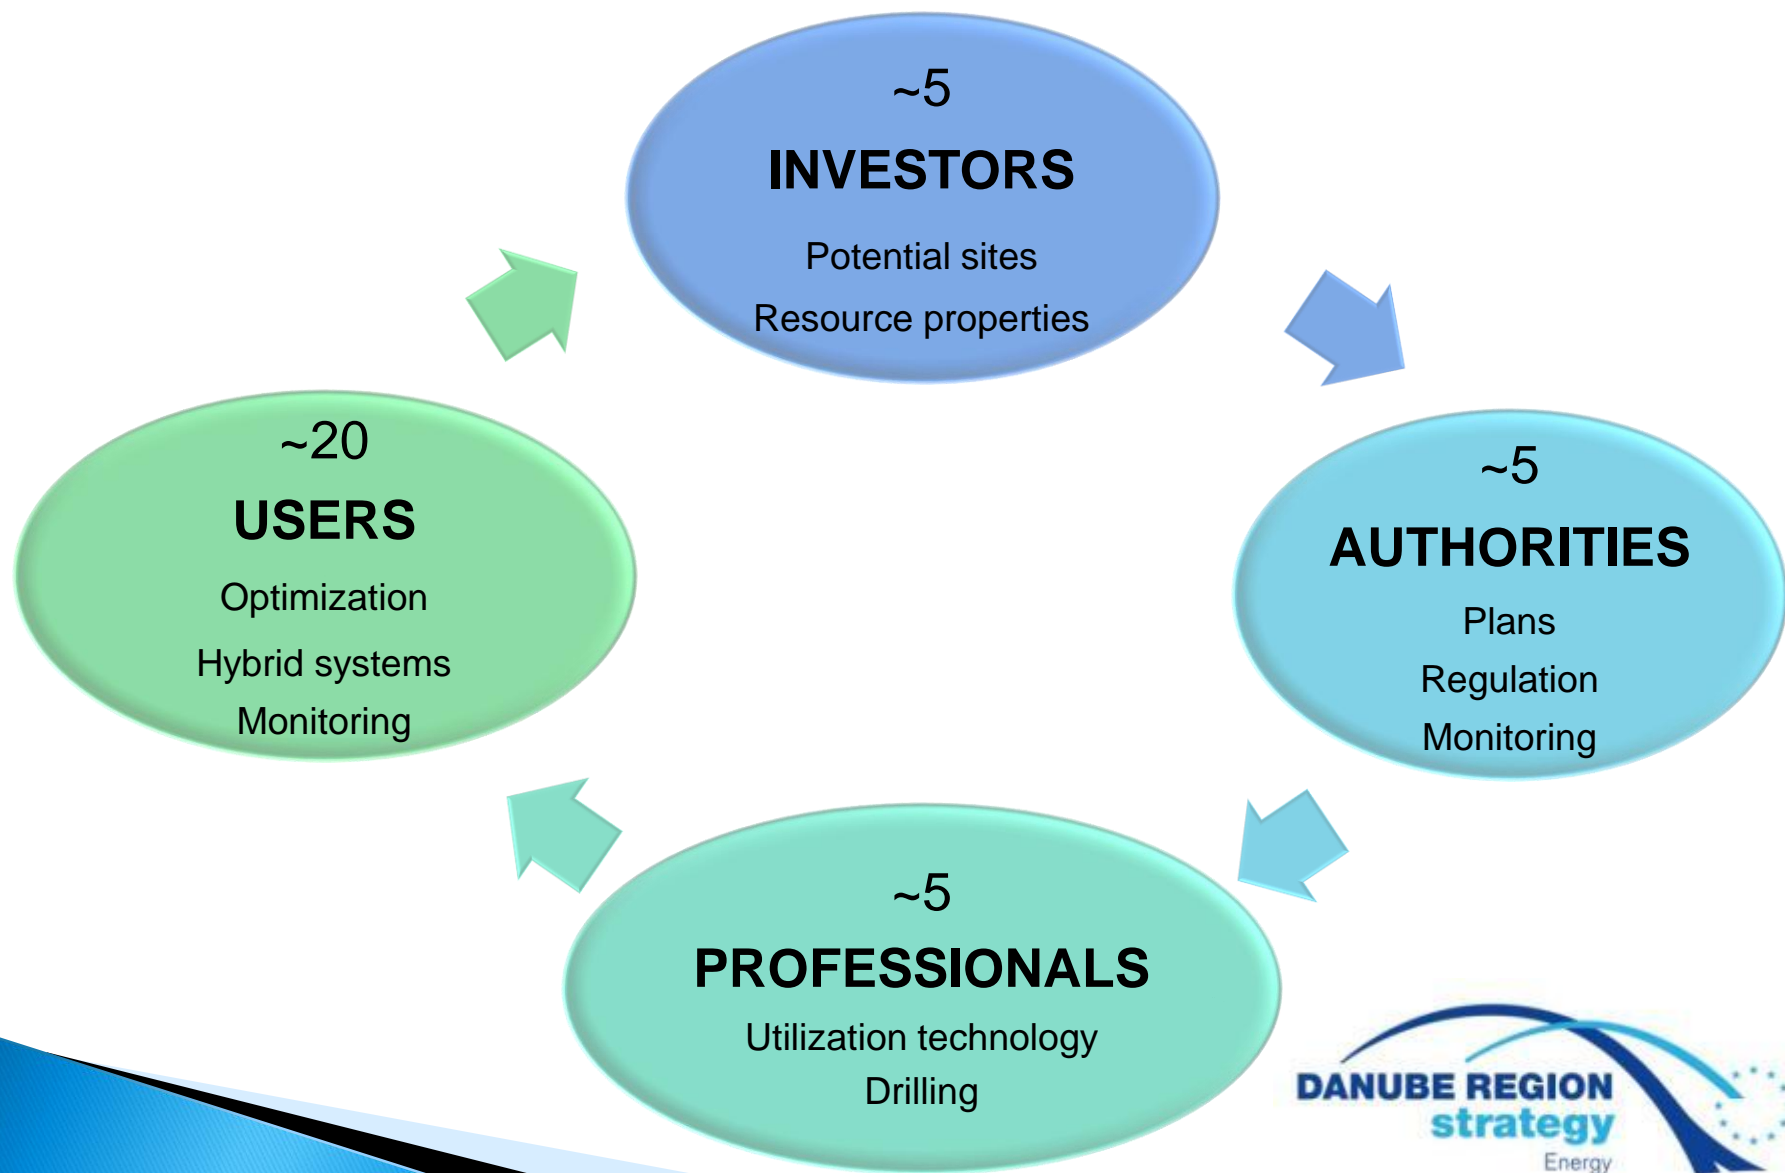 ~5
INVESTORS
Potential sites
Resource properties
~5
AUTHORITIES
Plans
Regulation
Monitoring
~5
PROFESSIONALS
Utilization technology
Drilling
~20
USERS
Optimization
Hybrid systems
Monitoring
DANUBE REGION
strategy
Energy